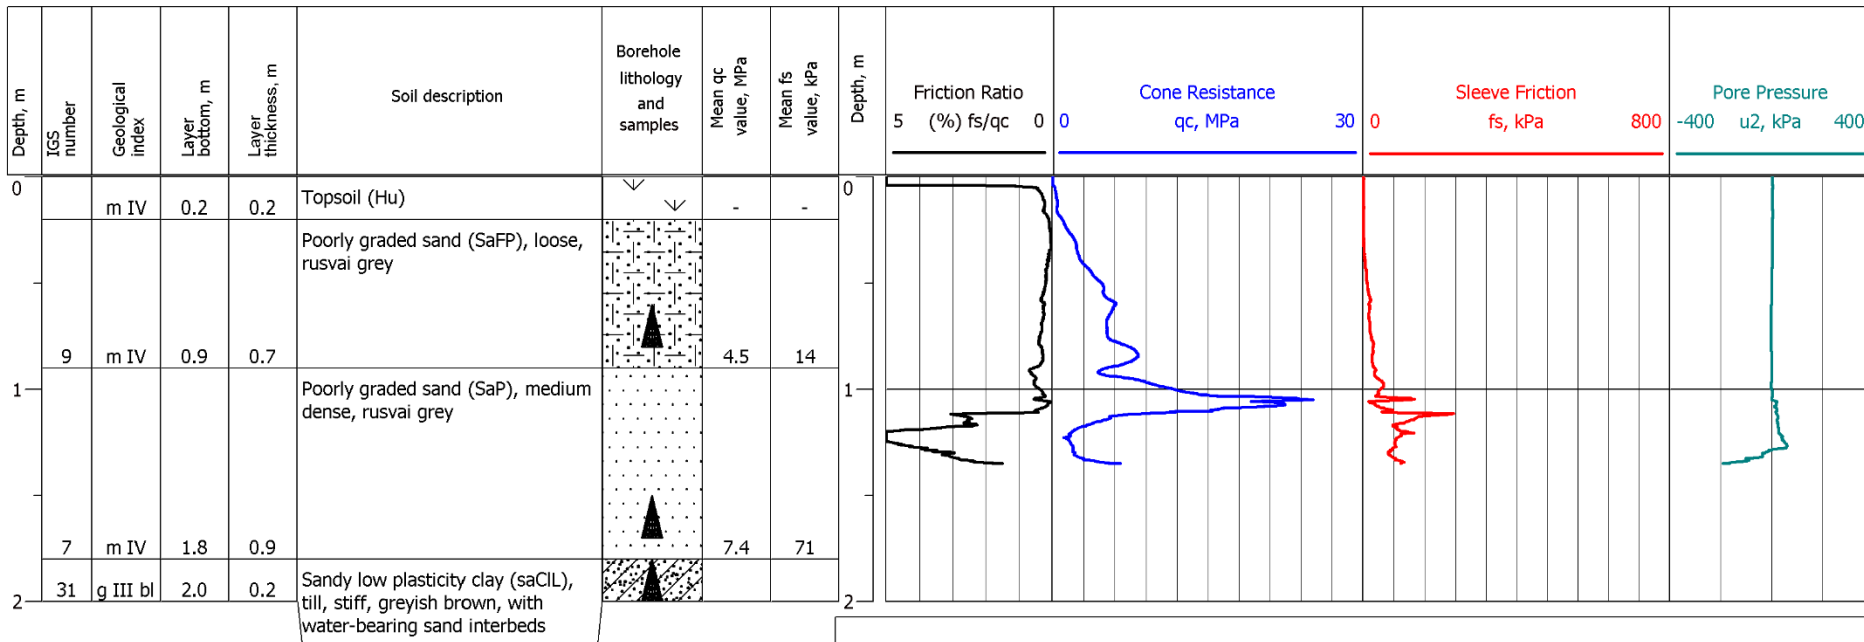 Depth, m
IGS
number
Geological
index
Layer
bottom, m
Layer
thickness, m
Soil description
Borehole
lithology
and
samples
Mean qc
value, MPa
Mean fs
value, kPa
Depth, m
Friction Ratio
5 (%) fs/qc 0
Cone Resistance
0 qc, MPa 30
Sleeve Friction
0 fs, kPa 800
Pore Pressure
-400 u2, kPa 400
0
m IV 0.2 0.2 Topsoil (Hu) - -
0
Poorly graded sand (SaFP), loose,
rusvai grey
9 m IV 0.9 0.7 4.5 14
1
Poorly graded sand (SaP), medium
dense, rusvai grey
1
7 m IV 1.8 0.9 7.4 71
31 g III bl 2.0 0.2
Sandy low plasticity clay (saClL),
till, stiff, greyish brown, with
water-bearing sand interbeds
2
2